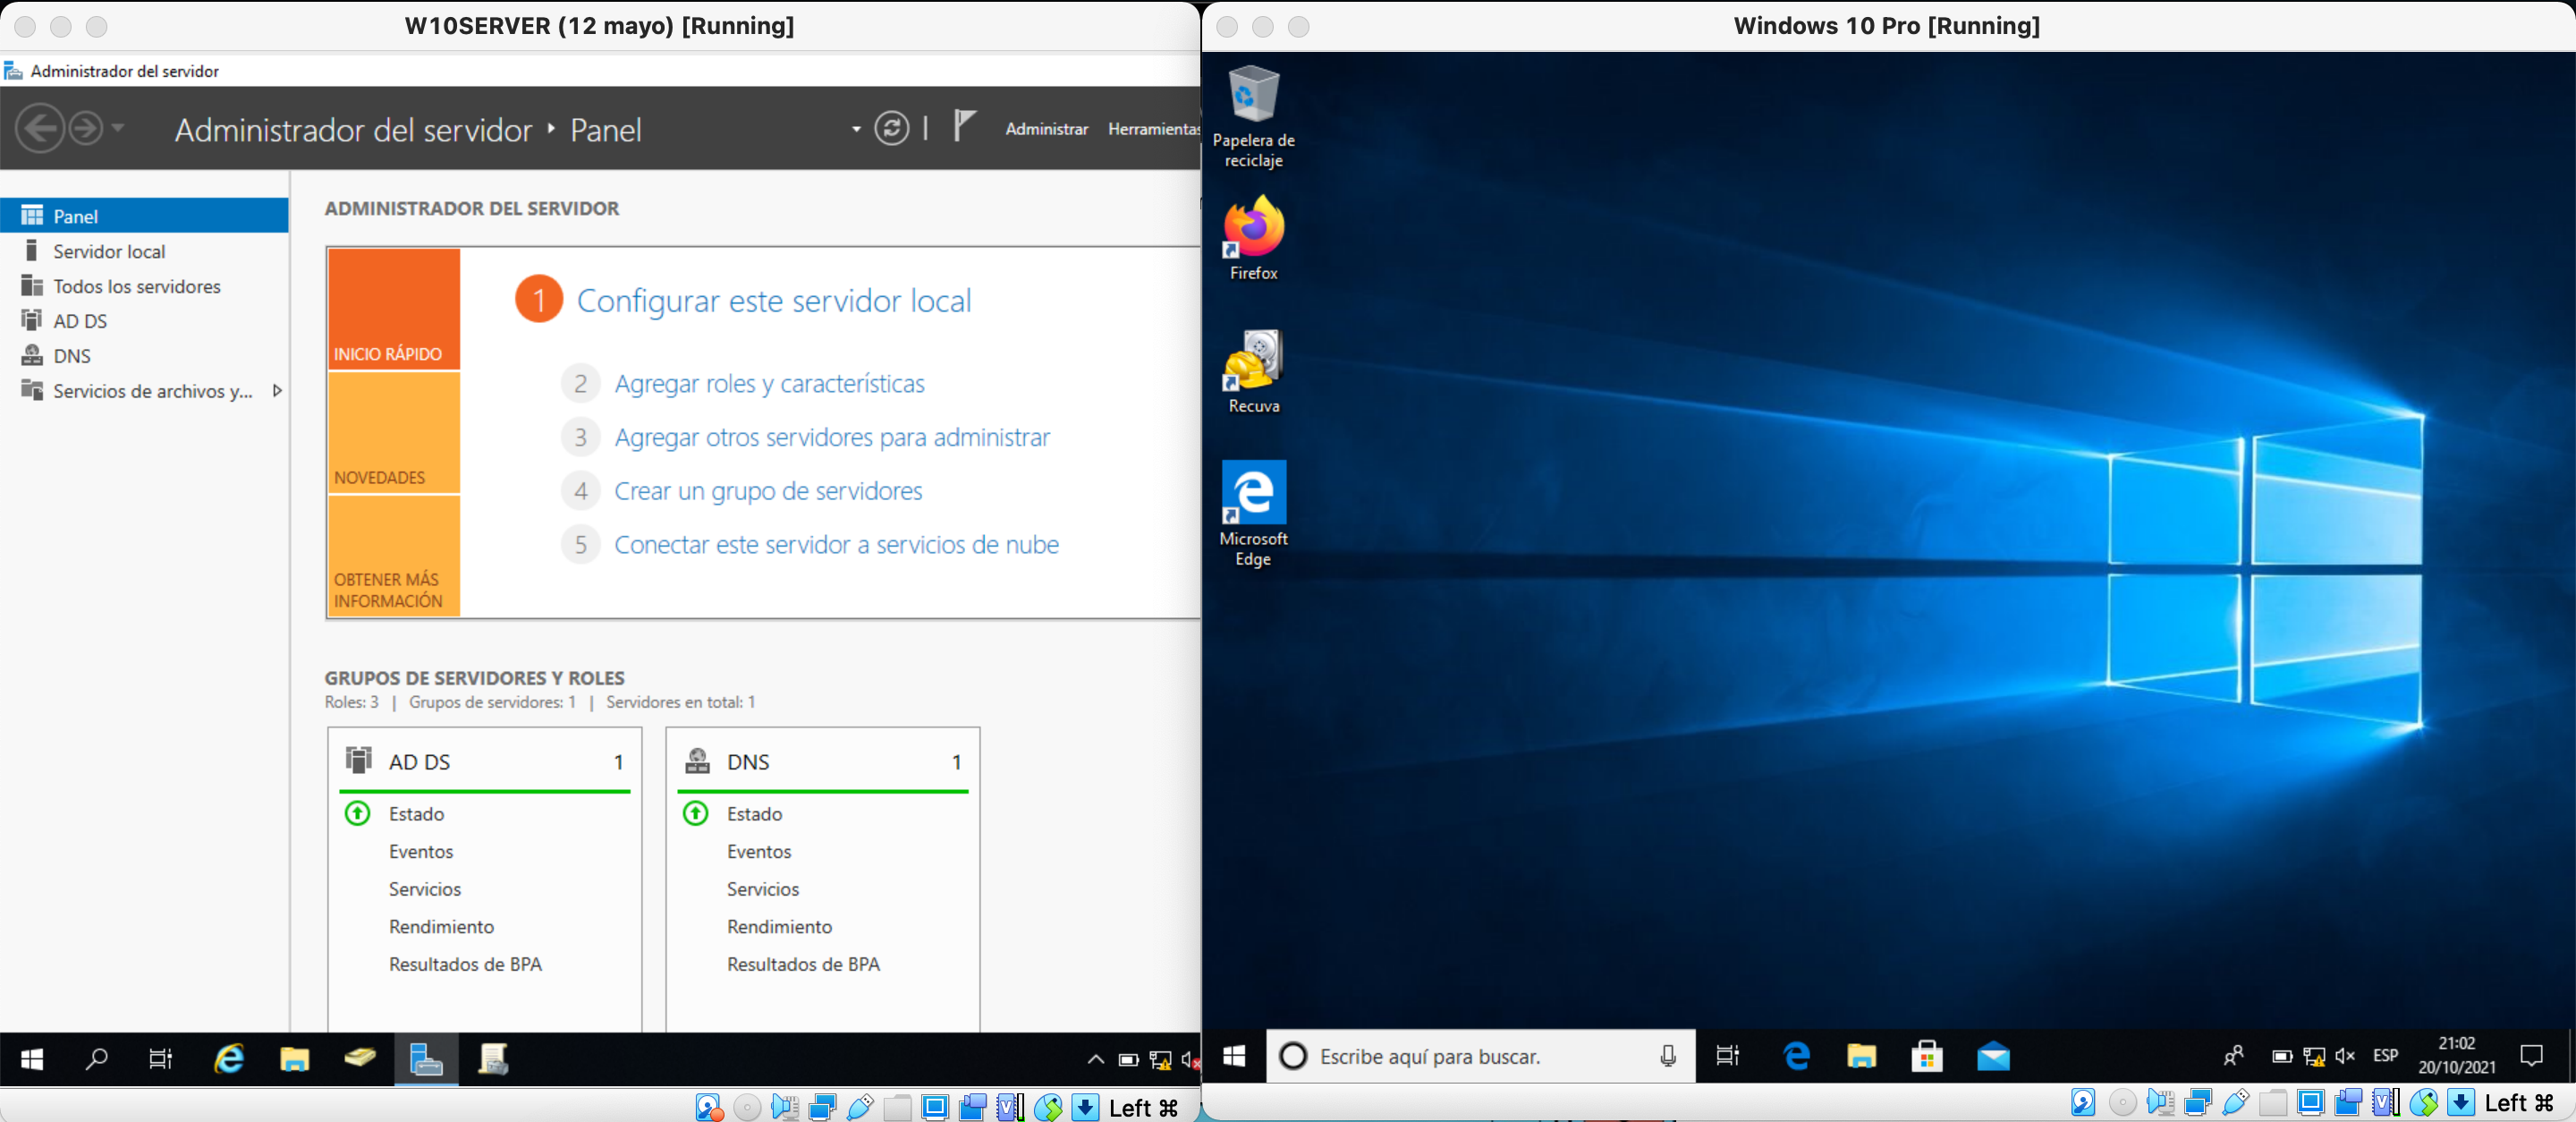 W10SERVER (12 mayo) [Running]
Administrador del servidor
Administrador del servidor ‣ Panel
Administrar
Herramientas
Panel
Servidor local
Todos los servidores
AD DS
DNS
Servicios de archivos y...
ADMINISTRADOR DEL SERVIDOR
INICIO RÁPIDO
NOVEDADES
OBTENER MÁS
INFORMACIÓN
1 Configurar este servidor local
2 Agregar roles y características
3 Agregar otros servidores para administrar
4 Crear un grupo de servidores
5 Conectar este servidor a servicios de nube
GRUPOS DE SERVIDORES Y ROLES
Roles: 3 | Grupos de servidores: 1 | Servidores en total: 1
AD DS 1
Estado
Eventos
Servicios
Rendimiento
Resultados de BPA
DNS 1
Estado
Eventos
Servicios
Rendimiento
Resultados de BPA
Left ⌘
Windows 10 Pro [Running]
Papelera de
reciclaje
Firefox
Recuva
Microsoft
Edge
Escribe aquí para buscar.
ESP
21:02
20/10/2021
Left ⌘